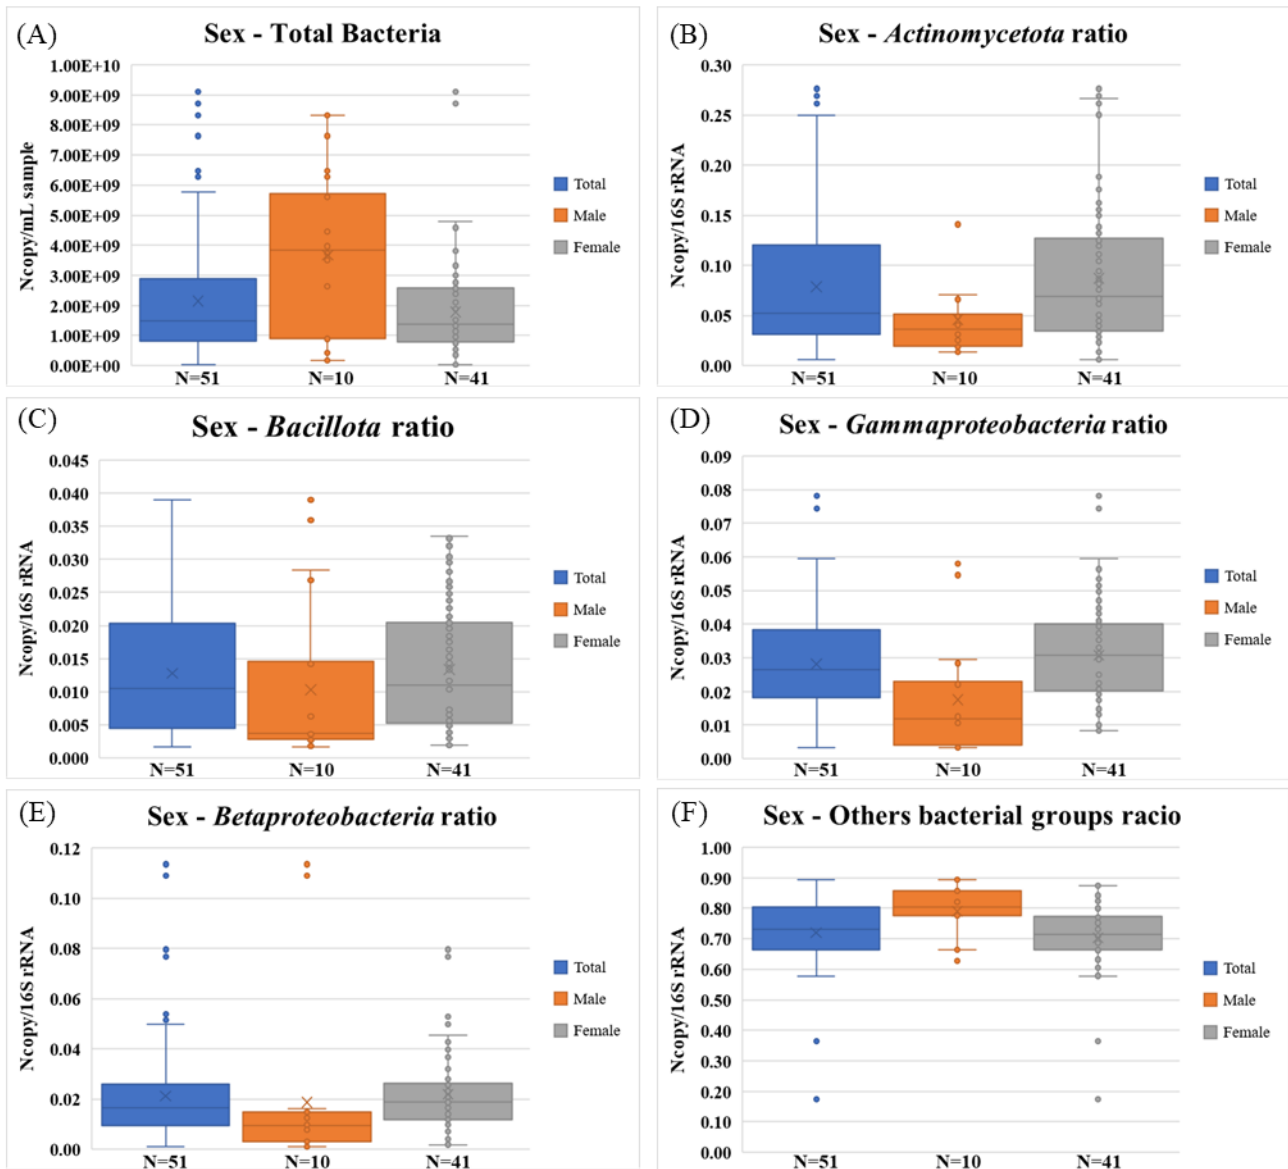 (A)
Sex - Total Bacteria
Ncopy/mL sample
1.00E+10
9.00E+09
8.00E+09
7.00E+09
6.00E+09
5.00E+09
4.00E+09
3.00E+09
2.00E+09
1.00E+09
0.00E+00
N=51 N=10 N=41
Total
Male
Female
(B)
Sex - Actinomycetota ratio
Ncopy/16S rRNA
0.30
0.25
0.20
0.15
0.10
0.05
0.00
N=51 N=10 N=41
Total
Male
Female
(C)
Sex - Bacillota ratio
Ncopy/16S rRNA
0.045
0.040
0.035
0.030
0.025
0.020
0.015
0.010
0.005
0.000
N=51 N=10 N=41
Total
Male
Female
(D)
Sex - Gammaproteobacteria ratio
Ncopy/16S rRNA
0.09
0.08
0.07
0.06
0.05
0.04
0.03
0.02
0.01
0.00
N=51 N=10 N=41
Total
Male
Female
(E)
Sex - Betaproteobacteria ratio
Ncopy/16S rRNA
0.12
0.10
0.08
0.06
0.04
0.02
0.00
N=51 N=10 N=41
Total
Male
Female
(F)
Sex - Others bacterial groups racio
Ncopy/16S rRNA
1.00
0.90
0.80
0.70
0.60
0.50
0.40
0.30
0.20
0.10
0.00
N=51 N=10 N=41
Total
Male
Female